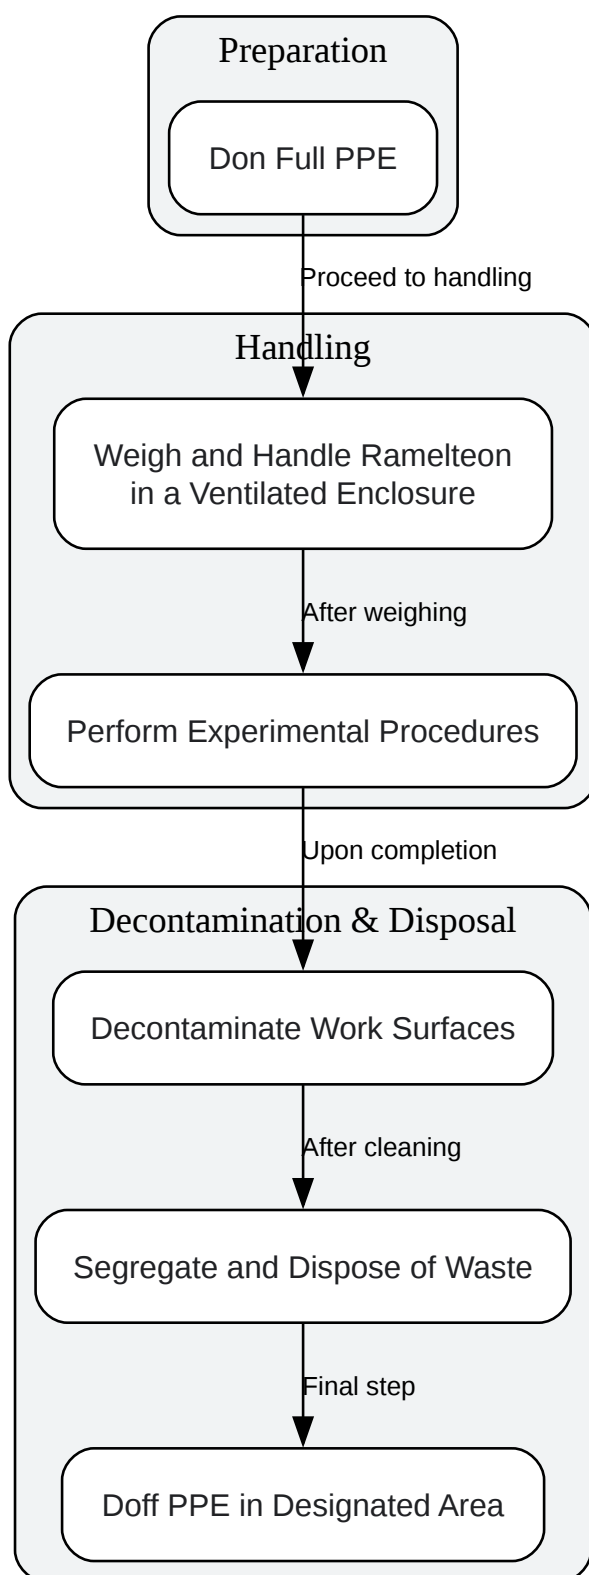 Preparation
Don Full PPE
Proceed to handling
Handling
Weigh and Handle Ramelteon
in a Ventilated Enclosure
After weighing
Perform Experimental Procedures
Upon completion
Decontamination & Disposal
Decontaminate Work Surfaces
After cleaning
Segregate and Dispose of Waste
Final step
Doff PPE in Designated Area